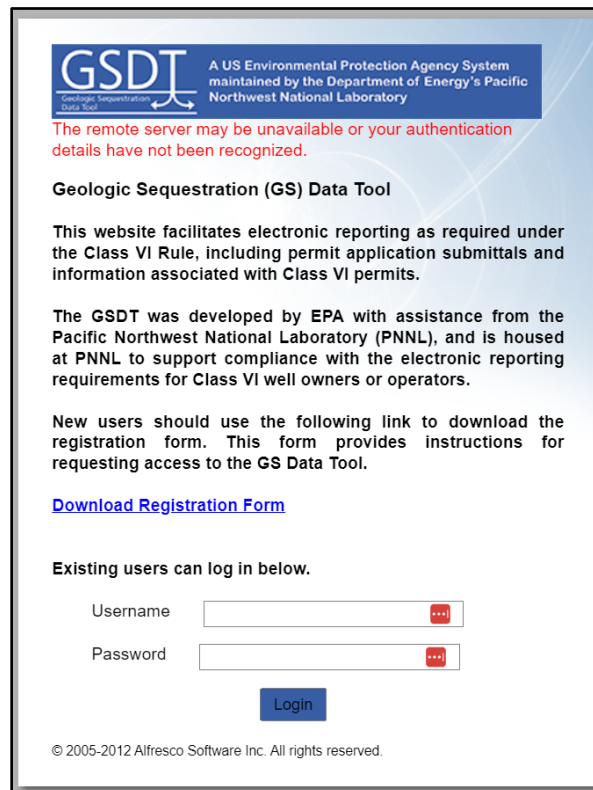 GSDT
Geologic Sequestration
Data Tool
A US Environmental Protection Agency System
maintained by the Department of Energy's Pacific
Northwest National Laboratory
The remote server may be unavailable or your authentication
details have not been recognized.
Geologic Sequestration (GS) Data Tool
This website facilitates electronic reporting as required under
the Class VI Rule, including permit application submittals and
information associated with Class VI permits.
The GSDT was developed by EPA with assistance from the
Pacific Northwest National Laboratory (PNNL), and is housed
at PNNL to support compliance with the electronic reporting
requirements for Class VI well owners or operators.
New users should use the following link to download the
registration form. This form provides instructions for
requesting access to the GS Data Tool.
Download Registration Form
Existing users can log in below.
Username
Password
Login
© 2005-2012 Alfresco Software Inc. All rights reserved.